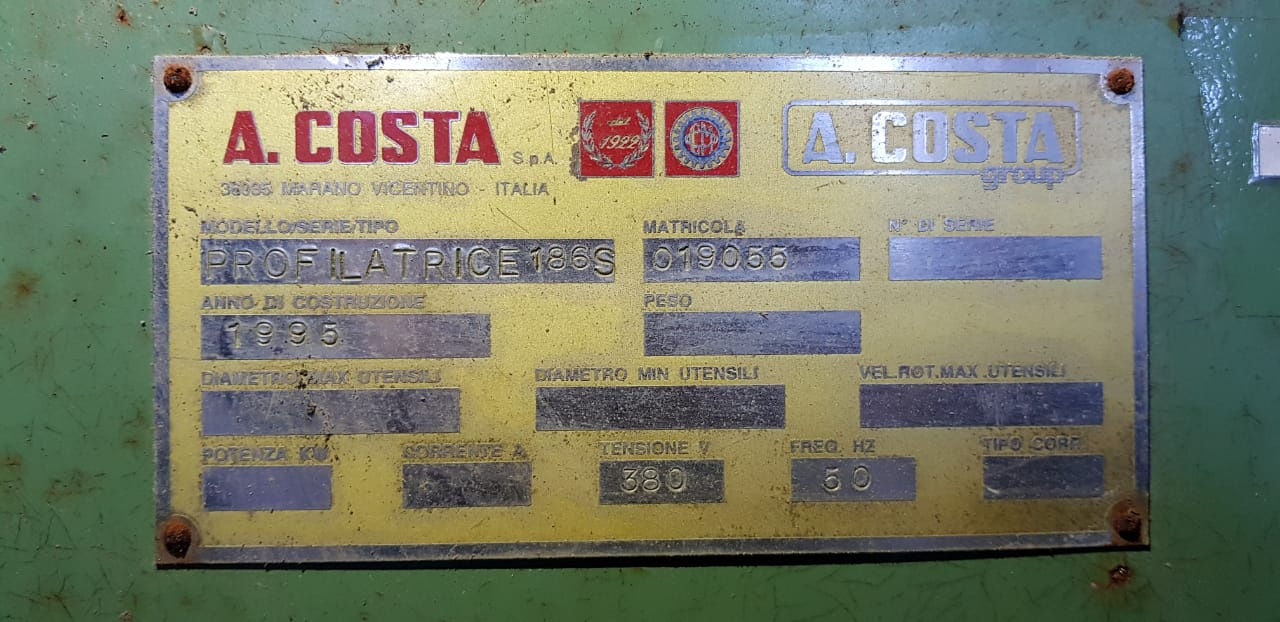 A. COSTA S.p.A.
dal 1922
A. COSTA
group
36035 MARANO VICENTINO - ITALIA
MODELLO/SERIE/TIPO MATRICOLA N° DI SERIE
PROFILATRICE 186S 019055
ANNO DI COSTRUZIONE PESO
1995
DIAMETRO MAX UTENSILI DIAMETRO MIN UTENSILI VEL.ROT.MAX UTENSILI
POTENZA KW CORRENTE A TENSIONE V FREQ. HZ TIPO CORR.
380 50